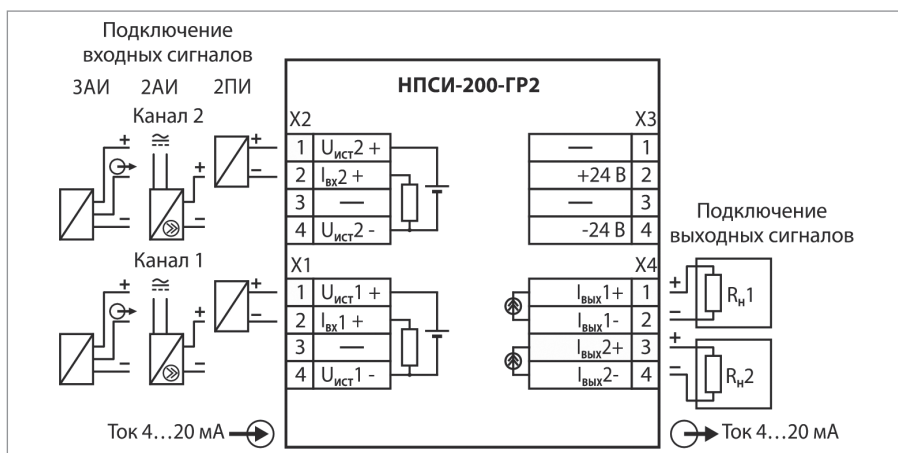 Подключение
входных сигналов
3АИ 2АИ 2ПИ
Канал 2
+ + +
− − −
НПСИ-200-ГР2
X2
1 Uист2 +
2 Iвх2 +
3 —
4 Uист2 -
X3
— 1
+24 В 2
— 3
-24 В 4
Канал 1
+ + +
− − −
X1
1 Uист1 +
2 Iвх1 +
3 —
4 Uист1 -
Подключение
выходных сигналов
X4
Iвых1+ 1
Iвых1- 2
Iвых2+ 3
Iвых2- 4
+
−
Rн1
+
−
Rн2
Ток 4…20 мА
Ток 4…20 мА